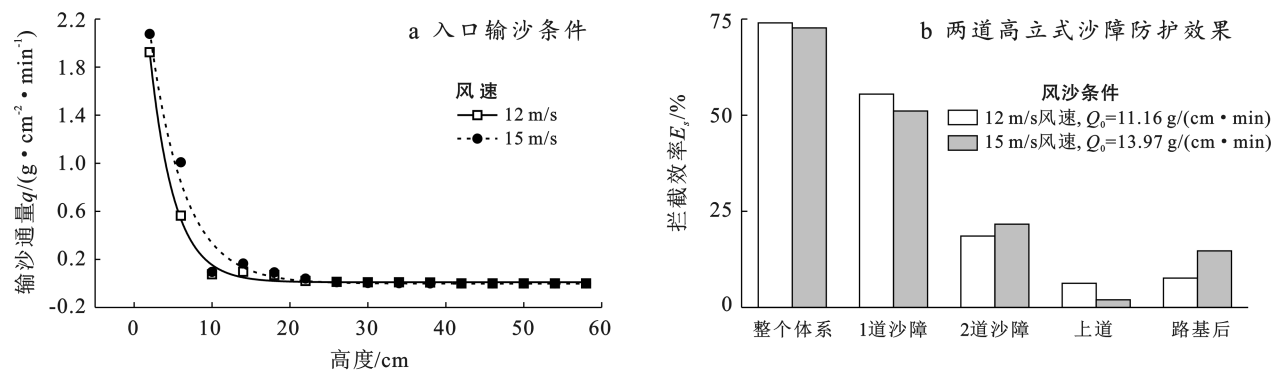 a 入口输沙条件
输沙通量q/(g·cm-2·min-1)
2.2
1.8
1.4
1.0
0.6
0.2
-0.2
风速
12 m/s
15 m/s
0
10
20
30
40
50
60
高度/cm
b 两道高立式沙障防护效果
拦截效率Es/%
75
50
25
0
风沙条件
12 m/s风速, Q0=11.16 g/(cm·min)
15 m/s风速, Q0=13.97 g/(cm·min)
整个体系
1道沙障
2道沙障
上道
路基后